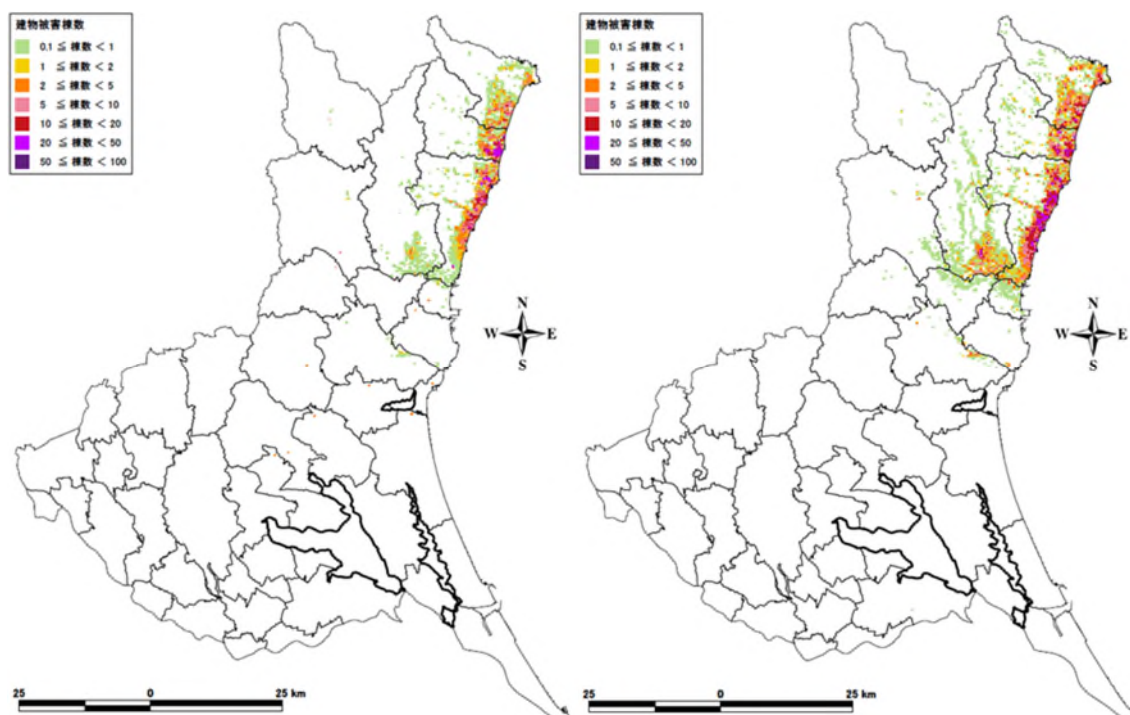 建物被害棟数
0.1 ≦ 棟数 < 1
1 ≦ 棟数 < 2
2 ≦ 棟数 < 5
5 ≦ 棟数 < 10
10 ≦ 棟数 < 20
20 ≦ 棟数 < 50
50 ≦ 棟数 < 100
N
W E
S
25 0 25 km
建物被害棟数
0.1 ≦ 棟数 < 1
1 ≦ 棟数 < 2
2 ≦ 棟数 < 5
5 ≦ 棟数 < 10
10 ≦ 棟数 < 20
20 ≦ 棟数 < 50
50 ≦ 棟数 < 100
N
W E
S
25 0 25 km